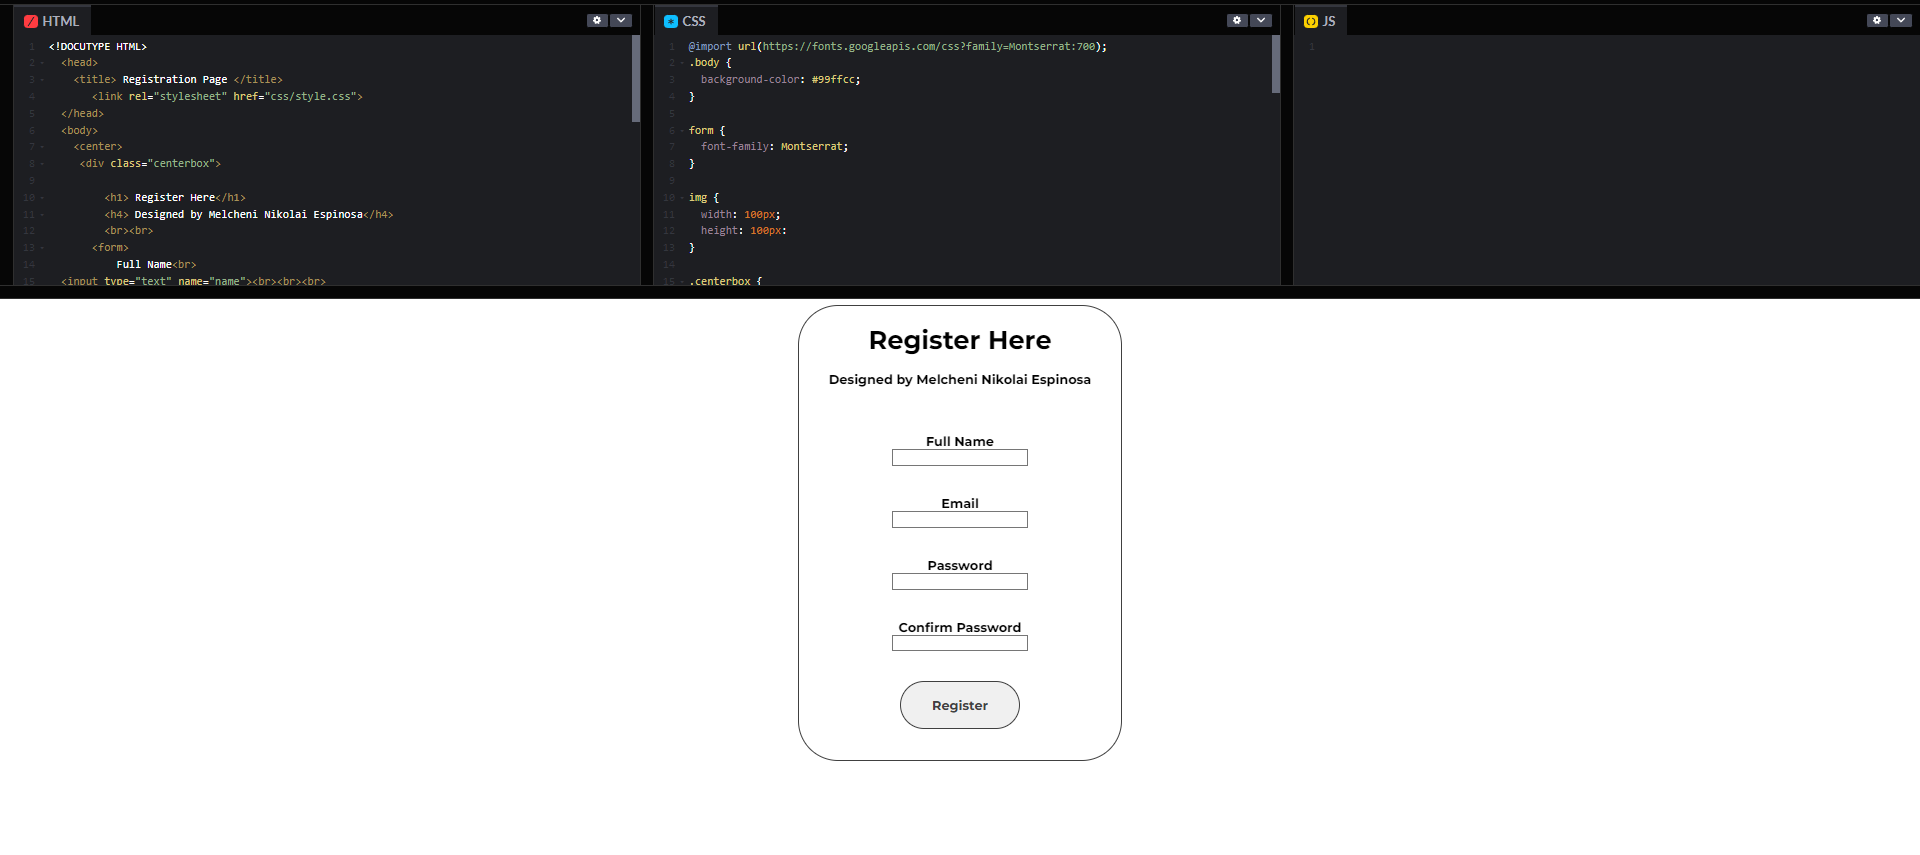 HTML
1 <!DOCUTYPE HTML>
2 <head>
3 <title> Registration Page </title>
4 <link rel="stylesheet" href="css/style.css">
5 </head>
6 <body>
7 <center>
8 <div class="centerbox">
9
10 <h1> Register Here</h1>
11 <h4> Designed by Melcheni Nikolai Espinosa</h4>
12 <br><br>
13 <form>
14 Full Name<br>
15 <input type="text" name="name"><br><br><br>
CSS
1 @import url(https://fonts.googleapis.com/css?family=Montserrat:700);
2 .body {
3 background-color: #99ffcc;
4 }
5
6 form {
7 font-family: Montserrat;
8 }
9
10 img {
11 width: 100px;
12 height: 100px:
13 }
14
15 .centerbox {
JS
1
Register Here
Designed by Melcheni Nikolai Espinosa
Full Name
Email
Password
Confirm Password
Register